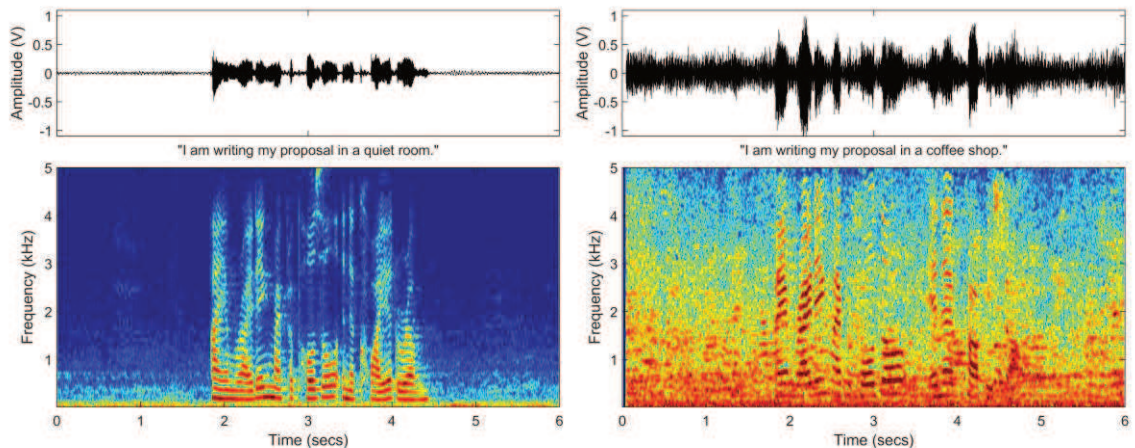 Amplitude (V)
1
0.5
0
-0.5
-1
"I am writing my proposal in a quiet room."
Frequency (kHz)
5
4
3
2
1
0 1 2 3 4 5 6
Time (secs)
Amplitude (V)
1
0.5
0
-0.5
-1
"I am writing my proposal in a coffee shop."
Frequency (kHz)
5
4
3
2
1
0 1 2 3 4 5 6
Time (secs)